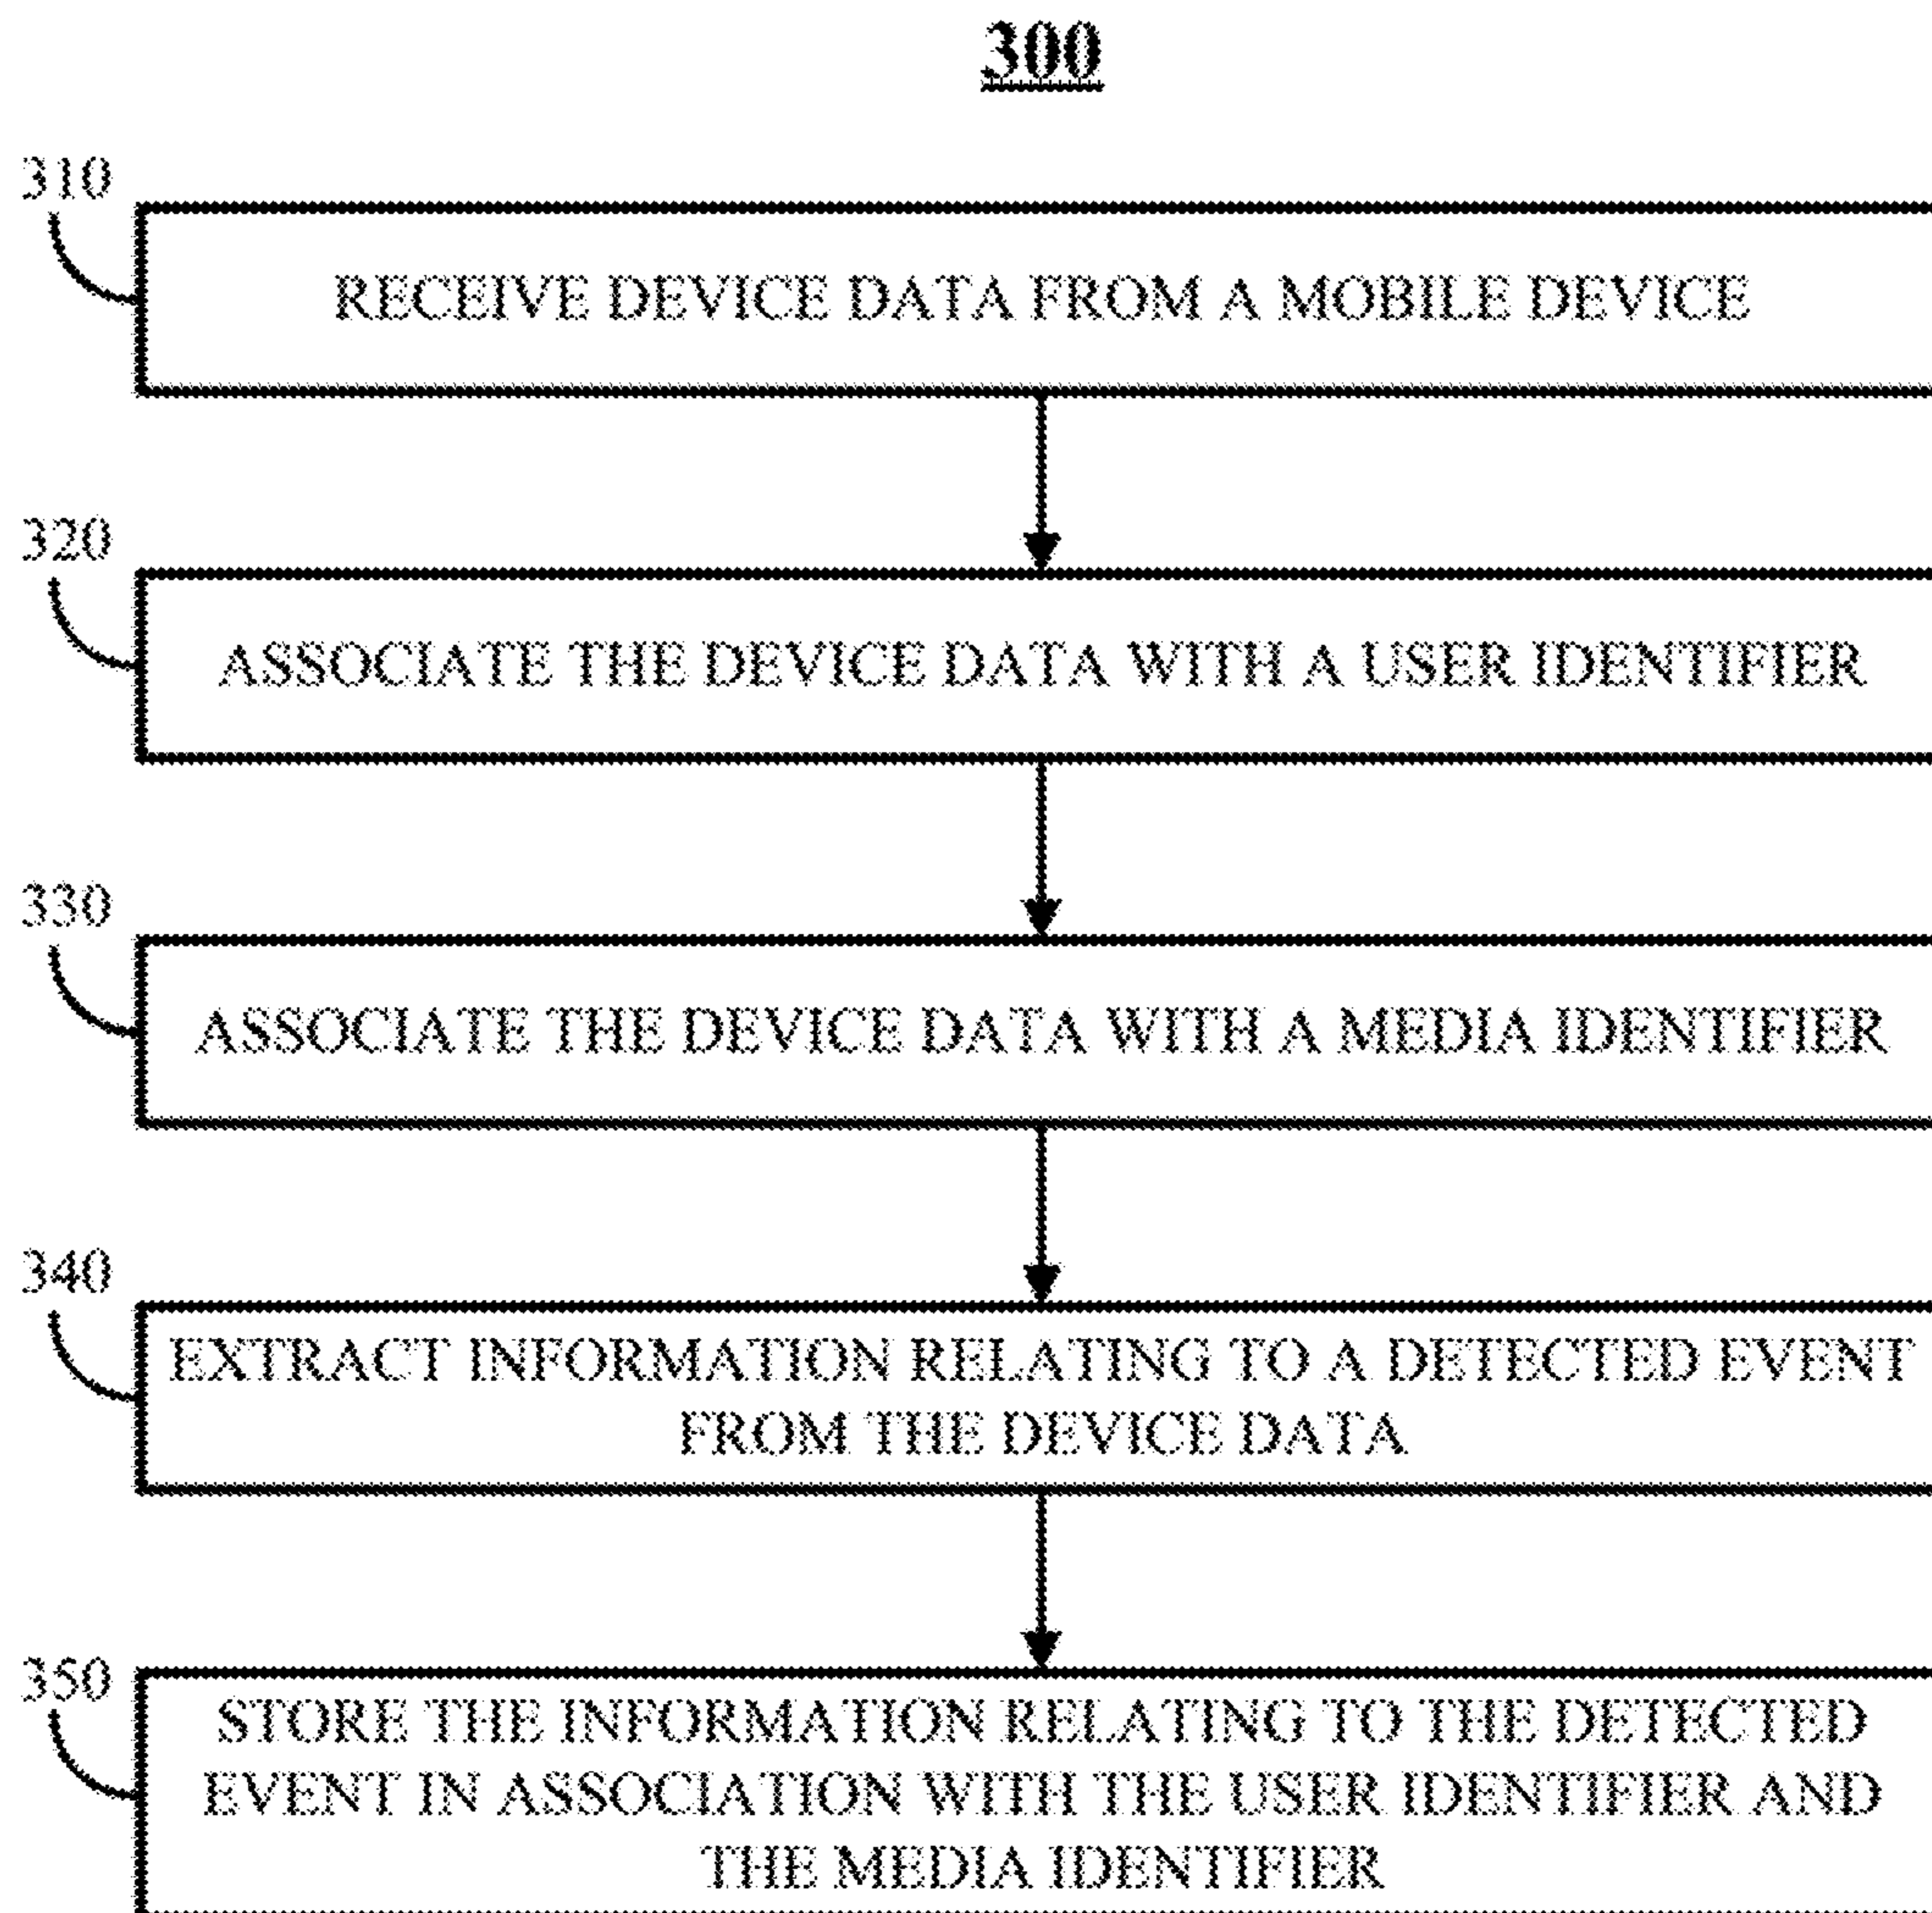 300
310
RECEIVE DEVICE DATA FROM A MOBILE DEVICE
320
ASSOCIATE THE DEVICE DATA WITH A USER IDENTIFIER
330
ASSOCIATE THE DEVICE DATA WITH A MEDIA IDENTIFIER
340
EXTRACT INFORMATION RELATING TO A DETECTED EVENT
FROM THE DEVICE DATA
350
STORE THE INFORMATION RELATING TO THE DETECTED
EVENT IN ASSOCIATION WITH THE USER IDENTIFIER AND
THE MEDIA IDENTIFIER